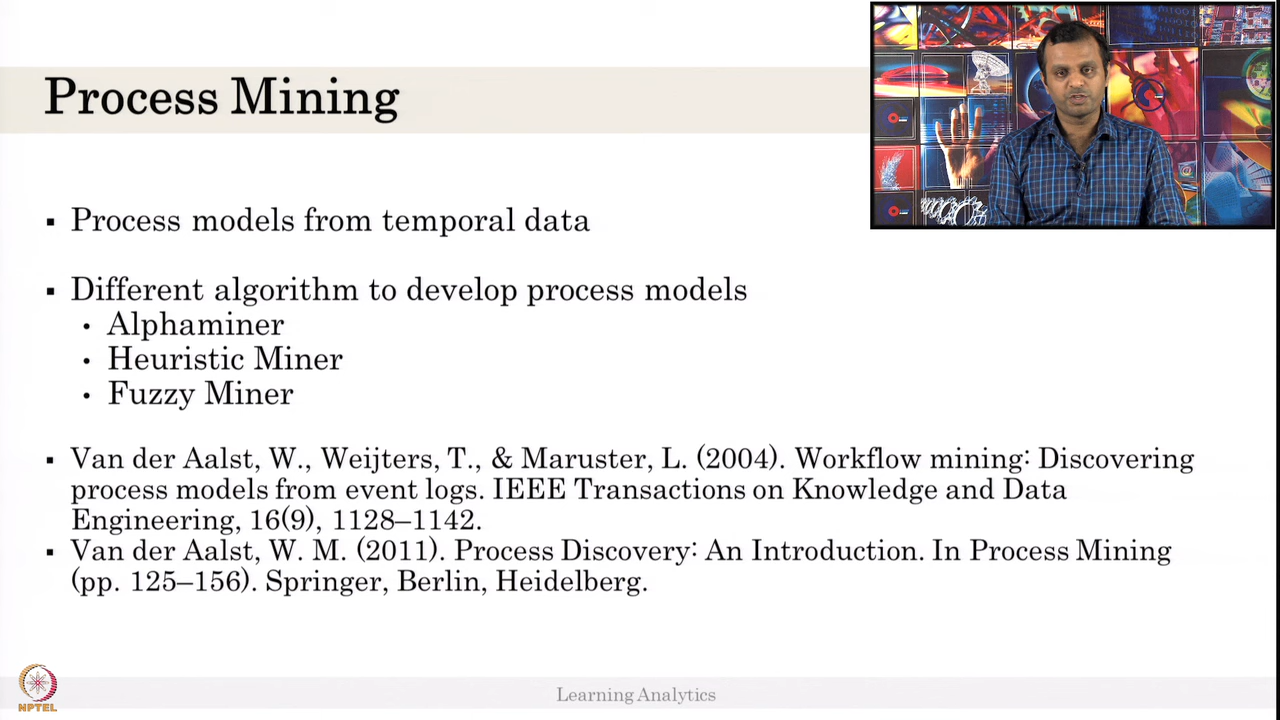 Process Mining
▪ Process models from temporal data
▪ Different algorithm to develop process models
• Alphaminer
• Heuristic Miner
• Fuzzy Miner
▪ Van der Aalst, W., Weijters, T., & Maruster, L. (2004). Workflow mining: Discovering
process models from event logs. IEEE Transactions on Knowledge and Data
Engineering, 16(9), 1128–1142.
▪ Van der Aalst, W. M. (2011). Process Discovery: An Introduction. In Process Mining
(pp. 125–156). Springer, Berlin, Heidelberg.
NPTEL
Learning Analytics